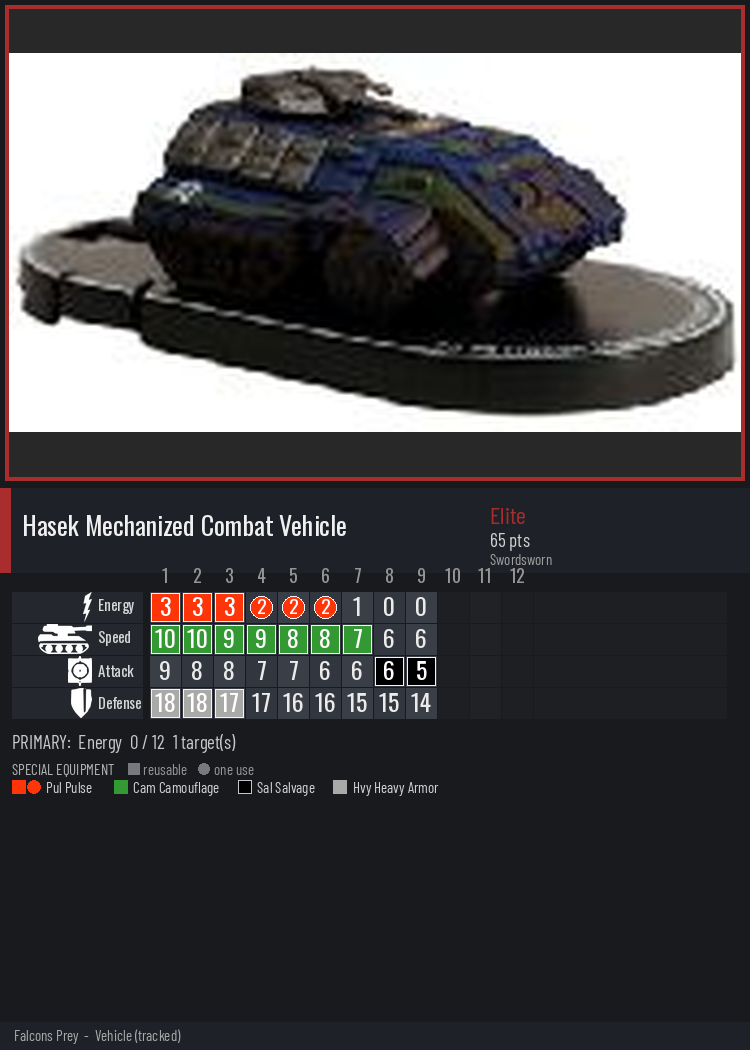 Hasek Mechanized Combat Vehicle
Elite
65 pts
Swordsworn
1 2 3 4 5 6 7 8 9 10 11 12
Energy 3 3 3 2 2 2 1 0 0
Speed 10 10 9 9 8 8 7 6 6
Attack 9 8 8 7 7 6 6 6 5
Defense 18 18 17 17 16 16 15 15 14
PRIMARY: Energy 0 / 12 1 target(s)
SPECIAL EQUIPMENT reusable one use
Pul Pulse Cam Camouflage Sal Salvage Hvy Heavy Armor
Falcons Prey - Vehicle (tracked)